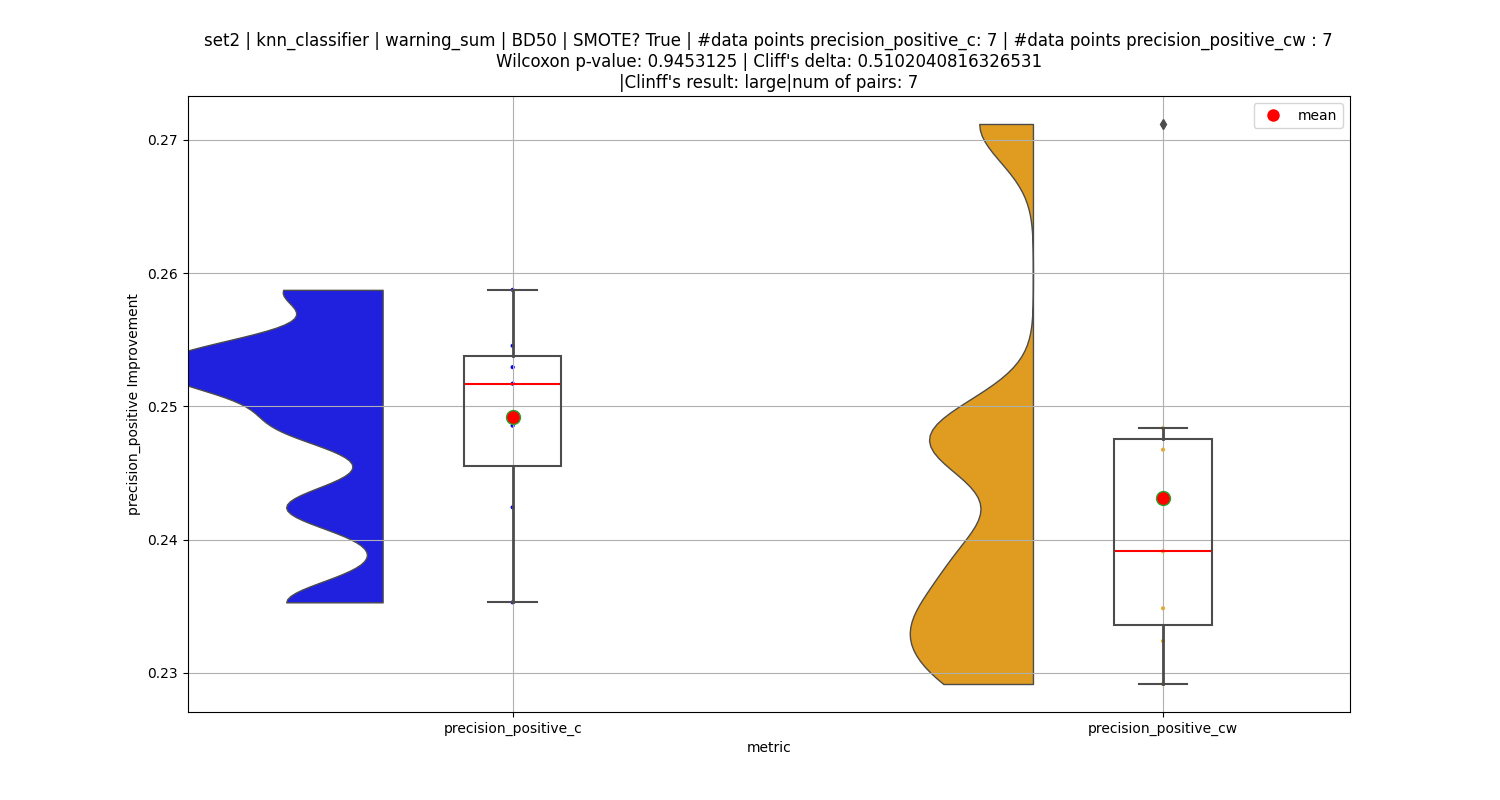 set2 | knn_classifier | warning_sum | BD50 | SMOTE? True | #data points precision_positive_c: 7 | #data points precision_positive_cw : 7
Wilcoxon p-value: 0.9453125 | Cliff's delta: 0.5102040816326531
|Clinff's result: large|num of pairs: 7
mean
0.27
0.26
0.25
0.24
0.23
precision_positive Improvement
precision_positive_c
precision_positive_cw
metric